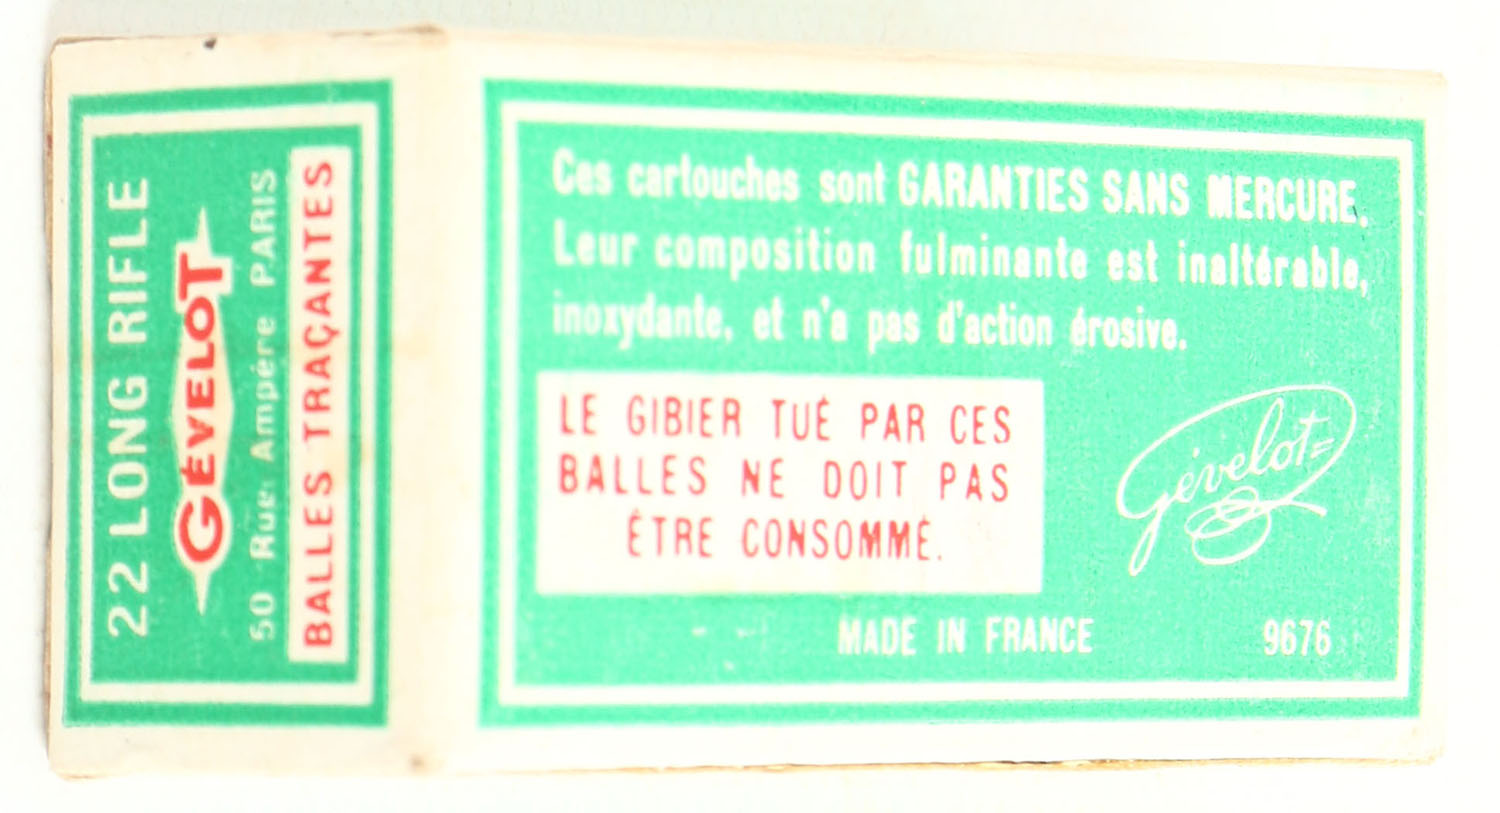 22 LONG RIFLE
GÉVELOT
50 Rue Ampère PARIS
BALLES TRAÇANTES
Ces cartouches sont GARANTIES SANS MERCURE.
Leur composition fulminante est inaltérable,
inoxydante, et n'a pas d'action érosive.
LE GIBIER TUÉ PAR CES
BALLES NE DOIT PAS
ÊTRE CONSOMMÉ.
Gévelot
MADE IN FRANCE 9676